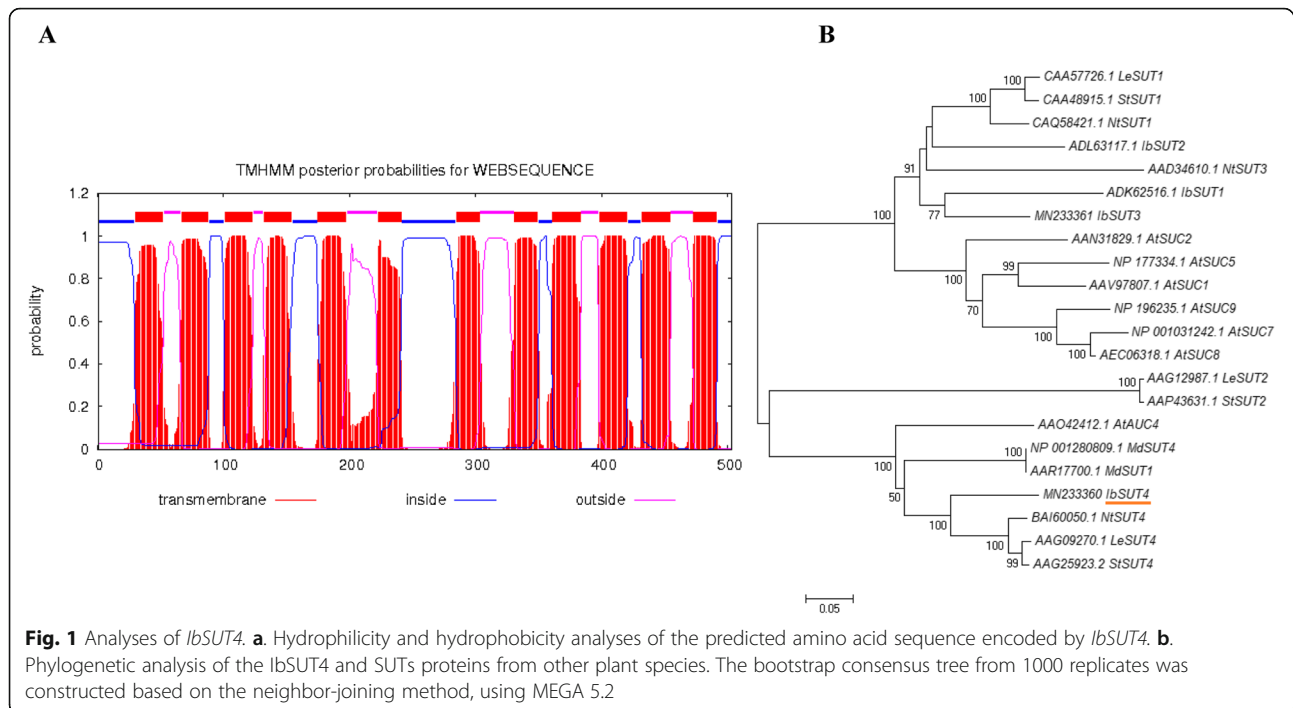 A
B
TMHMM posterior probabilities for WEBSEQUENCE
1.2
1
0.8
0.6
0.4
0.2
0
probability
0 100 200 300 400 500
transmembrane inside outside
CAA57726.1 LeSUT1
CAA48915.1 StSUT1
CAQ58421.1 NtSUT1
ADL63117.1 IbSUT2
AAD34610.1 NtSUT3
ADK62516.1 IbSUT1
MN233361 IbSUT3
AAN31829.1 AtSUC2
NP 177334.1 AtSUC5
AAV97807.1 AtSUC1
NP 196235.1 AtSUC9
NP 001031242.1 AtSUC7
AEC06318.1 AtSUC8
AAG12987.1 LeSUT2
AAP43631.1 StSUT2
AAO42412.1 AtAUC4
NP 001280809.1 MdSUT4
AAR17700.1 MdSUT1
MN233360 IbSUT4
BAI60050.1 NtSUT4
AAG09270.1 LeSUT4
AAG25923.2 StSUT4
100
100
91
77
100
99
100
70
100
100
100
100
100
50
100
100
99
0.05
Fig. 1 Analyses of IbSUT4. a. Hydrophilicity and hydrophobicity analyses of the predicted amino acid sequence encoded by IbSUT4. b.
Phylogenetic analysis of the IbSUT4 and SUTs proteins from other plant species. The bootstrap consensus tree from 1000 replicates was
constructed based on the neighbor-joining method, using MEGA 5.2